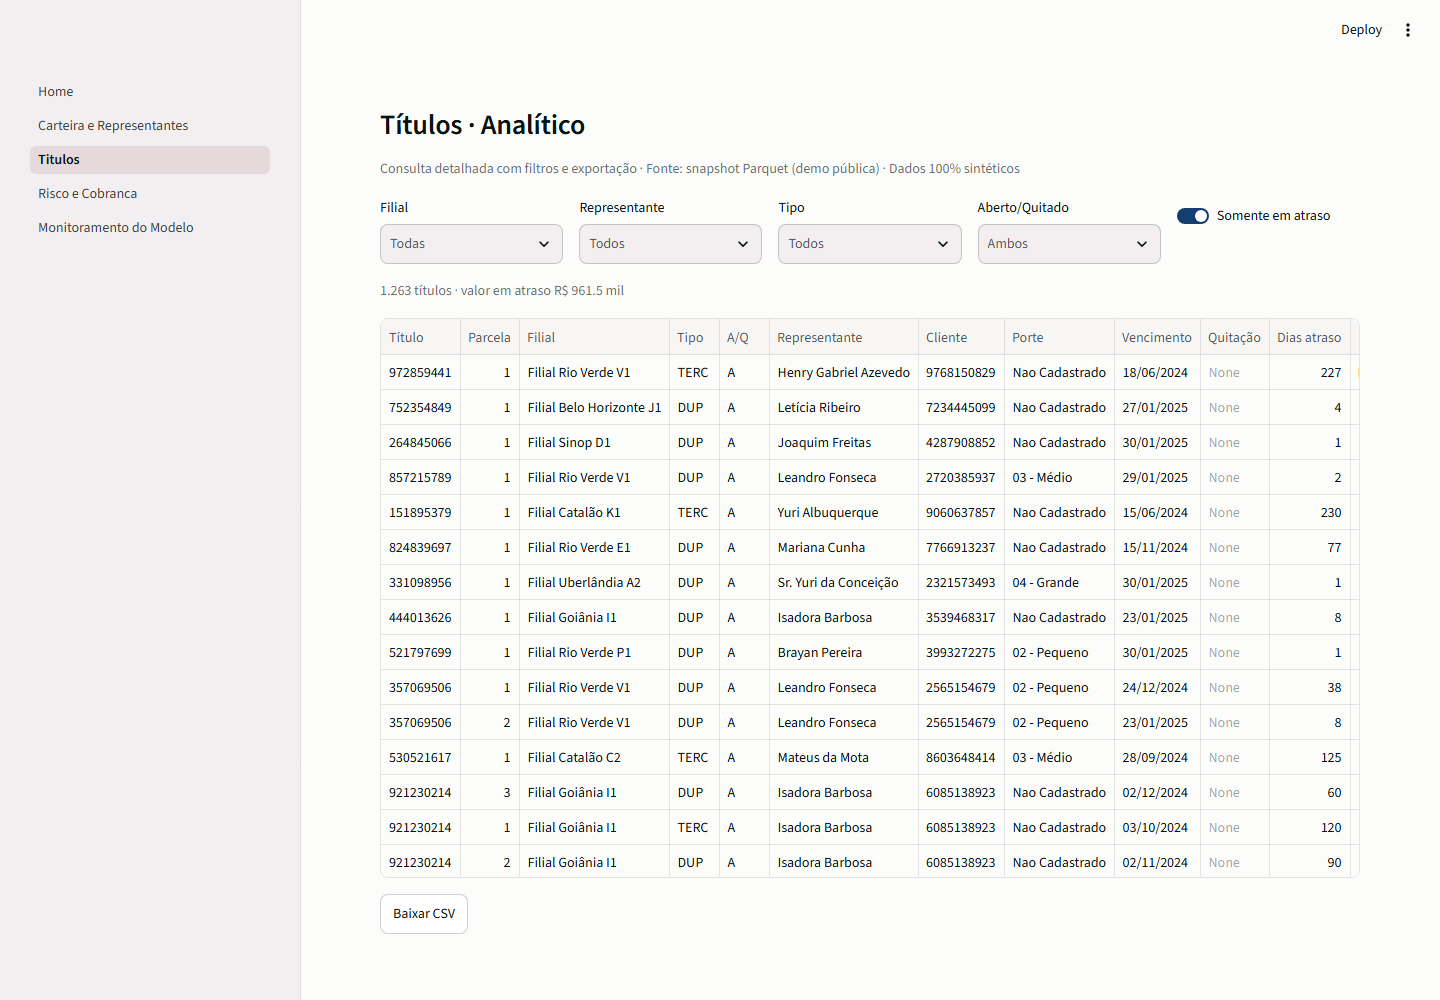 Deploy
Home
Carteira e Representantes
Titulos
Risco e Cobranca
Monitoramento do Modelo
Títulos · Analítico
Consulta detalhada com filtros e exportação · Fonte: snapshot Parquet (demo pública) · Dados 100% sintéticos
Filial Representante Tipo Aberto/Quitado
Todas Todos Todos Ambos Somente em atraso
1.263 títulos · valor em atraso R$ 961.5 mil
Título Parcela Filial Tipo A/Q Representante Cliente Porte Vencimento Quitação Dias atraso
972859441 1 Filial Rio Verde V1 TERC A Henry Gabriel Azevedo 9768150829 Nao Cadastrado 18/06/2024 None 227
752354849 1 Filial Belo Horizonte J1 DUP A Letícia Ribeiro 7234445099 Nao Cadastrado 27/01/2025 None 4
264845066 1 Filial Sinop D1 DUP A Joaquim Freitas 4287908852 Nao Cadastrado 30/01/2025 None 1
857215789 1 Filial Rio Verde V1 DUP A Leandro Fonseca 2720385937 03 - Médio 29/01/2025 None 2
151895379 1 Filial Catalão K1 TERC A Yuri Albuquerque 9060637857 Nao Cadastrado 15/06/2024 None 230
824839697 1 Filial Rio Verde E1 DUP A Mariana Cunha 7766913237 Nao Cadastrado 15/11/2024 None 77
331098956 1 Filial Uberlândia A2 DUP A Sr. Yuri da Conceição 2321573493 04 - Grande 30/01/2025 None 1
444013626 1 Filial Goiânia I1 DUP A Isadora Barbosa 3539468317 Nao Cadastrado 23/01/2025 None 8
521797699 1 Filial Rio Verde P1 DUP A Brayan Pereira 3993272275 02 - Pequeno 30/01/2025 None 1
357069506 1 Filial Rio Verde V1 DUP A Leandro Fonseca 2565154679 02 - Pequeno 24/12/2024 None 38
357069506 2 Filial Rio Verde V1 DUP A Leandro Fonseca 2565154679 02 - Pequeno 23/01/2025 None 8
530521617 1 Filial Catalão C2 TERC A Mateus da Mota 8603648414 03 - Médio 28/09/2024 None 125
921230214 3 Filial Goiânia I1 DUP A Isadora Barbosa 6085138923 Nao Cadastrado 02/12/2024 None 60
921230214 1 Filial Goiânia I1 TERC A Isadora Barbosa 6085138923 Nao Cadastrado 03/10/2024 None 120
921230214 2 Filial Goiânia I1 DUP A Isadora Barbosa 6085138923 Nao Cadastrado 02/11/2024 None 90
Baixar CSV